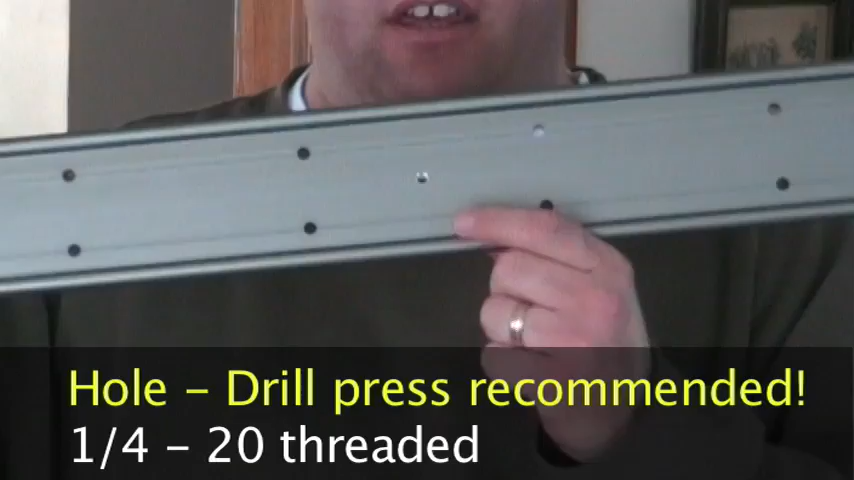 Hole – Drill press recommended!
1/4 – 20 threaded